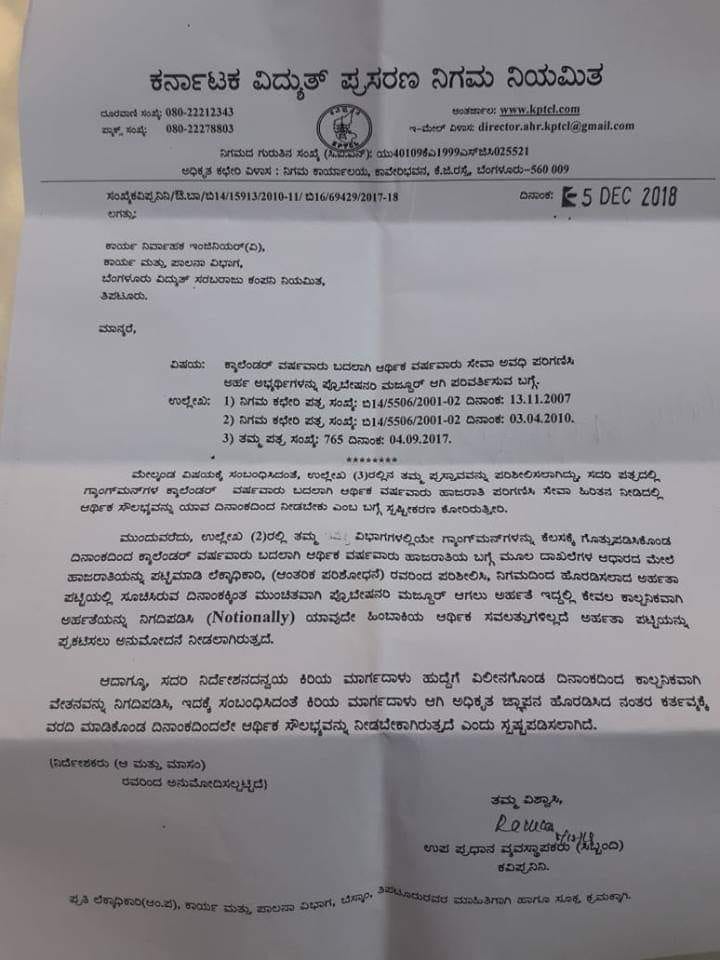 ಕರ್ನಾಟಕ ವಿದ್ಯುತ್ ಪ್ರಸರಣ ನಿಗಮ ನಿಯಮಿತ
ದೂರವಾಣಿ ಸಂಖ್ಯೆ: 080-22212343
ಅಂತರ್ಜಾಲ: www.kptcl.com
ಫ್ಯಾಕ್ಸ್ ಸಂಖ್ಯೆ: 080-22278803
ಇ-ಮೇಲ್ ವಿಳಾಸ: director.ahr.kptcl@gmail.com
KPTCL
ನಿಗಮದ ಗುರುತಿನ ಸಂಖ್ಯೆ (ಸಿ.ಐ.ಎನ್): ಯು40109ಕೆಎ1999ಎಸ್‌ಜಿಸಿ025521
ಅಧಿಕೃತ ಕಛೇರಿ ವಿಳಾಸ : ನಿಗಮ ಕಾರ್ಯಾಲಯ, ಕಾವೇರಿಭವನ, ಕೆ.ಜಿ.ರಸ್ತೆ, ಬೆಂಗಳೂರು-560 009
ಸಂಖ್ಯೆ:ಕವಿಪ್ರನಿನಿ/ಔ.ಬಾ/ಬಿ14/15913/2010-11/ ಬಿ16/69429/2017-18
ದಿನಾಂಕ: 5 DEC 2018
ಲಗತ್ತು:
ಕಾರ್ಯ ನಿರ್ವಾಹಕ ಇಂಜಿನಿಯರ್(ವಿ),
ಕಾರ್ಯ ಮತ್ತು ಪಾಲನಾ ವಿಭಾಗ,
ಬೆಂಗಳೂರು ವಿದ್ಯುತ್ ಸರಬರಾಜು ಕಂಪನಿ ನಿಯಮಿತ,
ತಿಪಟೂರು.
ಮಾನ್ಯರೆ,
ವಿಷಯ: ಕ್ಯಾಲೆಂಡರ್ ವರ್ಷವಾರು ಬದಲಾಗಿ ಆರ್ಥಿಕ ವರ್ಷವಾರು ಸೇವಾ ಅವಧಿ ಪರಿಗಣಿಸಿ
ಅರ್ಹ ಅಭ್ಯರ್ಥಿಗಳನ್ನು ಪ್ರೊಬೇಷನರಿ ಮಜ್ದೂರ್ ಆಗಿ ಪರಿವರ್ತಿಸುವ ಬಗ್ಗೆ.
ಉಲ್ಲೇಖ: 1) ನಿಗಮ ಕಛೇರಿ ಪತ್ರ ಸಂಖ್ಯೆ: ಬಿ14/5506/2001-02 ದಿನಾಂಕ: 13.11.2007
2) ನಿಗಮ ಕಛೇರಿ ಪತ್ರ ಸಂಖ್ಯೆ: ಬಿ14/5506/2001-02 ದಿನಾಂಕ: 03.04.2010.
3) ತಮ್ಮ ಪತ್ರ ಸಂಖ್ಯೆ: 765 ದಿನಾಂಕ: 04.09.2017.
********
ಮೇಲ್ಕಂಡ ವಿಷಯಕ್ಕೆ ಸಂಬಂಧಿಸಿದಂತೆ, ಉಲ್ಲೇಖ (3)ರಲ್ಲಿನ ತಮ್ಮ ಪ್ರಸ್ತಾವವನ್ನು ಪರಿಶೀಲಿಸಲಾಗಿದ್ದು, ಸದರಿ ಪತ್ರದಲ್ಲಿ
ಗ್ಯಾಂಗ್‌ಮನ್‌ಗಳ ಕ್ಯಾಲೆಂಡರ್ ವರ್ಷವಾರು ಬದಲಾಗಿ ಆರ್ಥಿಕ ವರ್ಷವಾರು ಹಾಜರಾತಿ ಪರಿಗಣಿಸಿ ಸೇವಾ ಹಿರಿತನ ನೀಡಿದಲ್ಲಿ
ಆರ್ಥಿಕ ಸೌಲಭ್ಯವನ್ನು ಯಾವ ದಿನಾಂಕದಿಂದ ನೀಡಬೇಕು ಎಂಬ ಬಗ್ಗೆ ಸ್ಪಷ್ಟೀಕರಣ ಕೋರಿರುತ್ತೀರಿ.
ಮುಂದುವರೆದು, ಉಲ್ಲೇಖ (2)ರಲ್ಲಿ ತಮ್ಮ ವಿಭಾಗಗಳಲ್ಲಿಯೇ ಗ್ಯಾಂಗ್‌ಮನ್‌ಗಳನ್ನು ಕೆಲಸಕ್ಕೆ ಗೊತ್ತುಪಡಿಸಿಕೊಂಡ
ದಿನಾಂಕದಿಂದ ಕ್ಯಾಲೆಂಡರ್ ವರ್ಷವಾರು ಬದಲಾಗಿ ಆರ್ಥಿಕ ವರ್ಷವಾರು ಹಾಜರಾತಿಯ ಬಗ್ಗೆ ಮೂಲ ದಾಖಲೆಗಳ ಆಧಾರದ ಮೇಲೆ
ಹಾಜರಾತಿಯನ್ನು ಪಟ್ಟಿಮಾಡಿ ಲೆಕ್ಕಾಧಿಕಾರಿ, (ಆಂತರಿಕ ಪರಿಶೋಧನೆ) ರವರಿಂದ ಪರಿಶೀಲಿಸಿ, ನಿಗಮದಿಂದ ಹೊರಡಿಸಲಾದ ಅರ್ಹತಾ
ಪಟ್ಟಿಯಲ್ಲಿ ಸೂಚಿಸಿರುವ ದಿನಾಂಕಕ್ಕಿಂತ ಮುಂಚಿತವಾಗಿ ಪ್ರೊಬೇಷನರಿ ಮಜ್ದೂರ್ ಆಗಲು ಅರ್ಹತೆ ಇದ್ದಲ್ಲಿ ಕೇವಲ ಕಾಲ್ಪನಿಕವಾಗಿ
ಅರ್ಹತೆಯನ್ನು ನಿಗದಿಪಡಿಸಿ (Notionally) ಯಾವುದೇ ಹಿಂಬಾಕಿಯ ಆರ್ಥಿಕ ಸವಲತ್ತುಗಳಿಲ್ಲದೆ ಅರ್ಹತಾ ಪಟ್ಟಿಯನ್ನು
ಪ್ರಕಟಿಸಲು ಅನುಮೋದನೆ ನೀಡಲಾಗಿರುತ್ತದೆ.
ಆದಾಗ್ಯೂ, ಸದರಿ ನಿರ್ದೇಶನದನ್ವಯ ಕಿರಿಯ ಮಾರ್ಗದಾಳು ಹುದ್ದೆಗೆ ವಿಲೀನಗೊಂಡ ದಿನಾಂಕದಿಂದ ಕಾಲ್ಪನಿಕವಾಗಿ
ವೇತನವನ್ನು ನಿಗದಿಪಡಿಸಿ, ಇದಕ್ಕೆ ಸಂಬಂಧಿಸಿದಂತೆ ಕಿರಿಯ ಮಾರ್ಗದಾಳು ಆಗಿ ಅಧಿಕೃತ ಜ್ಞಾಪನ ಹೊರಡಿಸಿದ ನಂತರ ಕರ್ತವ್ಯಕ್ಕೆ
ವರದಿ ಮಾಡಿಕೊಂಡ ದಿನಾಂಕದಿಂದಲೇ ಆರ್ಥಿಕ ಸೌಲಭ್ಯವನ್ನು ನೀಡಬೇಕಾಗಿರುತ್ತದೆ ಎಂದು ಸ್ಪಷ್ಟಪಡಿಸಲಾಗಿದೆ.
{ನಿರ್ದೇಶಕರು (ಆ ಮತ್ತು ಮಾಸಂ)
ರವರಿಂದ ಅನುಮೋದಿಸಲ್ಪಟ್ಟಿದೆ}
ತಮ್ಮ ವಿಶ್ವಾಸಿ,
ಉಪ ಪ್ರಧಾನ ವ್ಯವಸ್ಥಾಪಕರು (ಸಿಬ್ಬಂದಿ)
ಕವಿಪ್ರನಿನಿ.
ಪ್ರತಿ ಲೆಕ್ಕಾಧಿಕಾರಿ(ಆಂ.ಪ), ಕಾರ್ಯ ಮತ್ತು ಪಾಲನಾ ವಿಭಾಗ, ಬೆಸ್ಕಾಂ, ತಿಪಟೂರುರವರ ಮಾಹಿತಿಗಾಗಿ ಹಾಗೂ ಸೂಕ್ತ ಕ್ರಮಕ್ಕಾಗಿ.